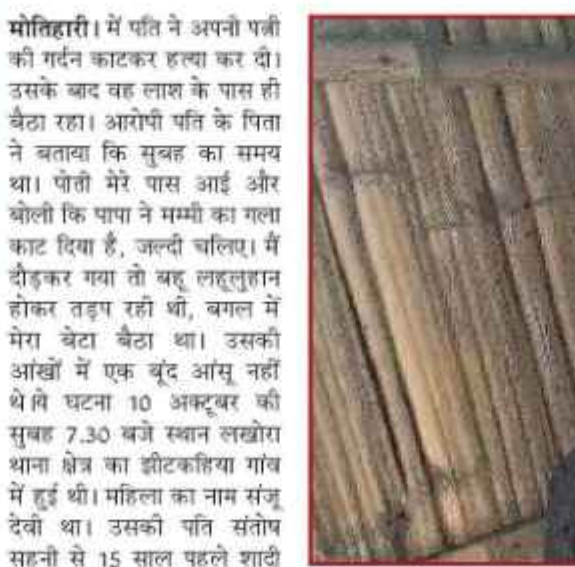 मोतिहारी। में पति ने अपनी पत्नी
की गर्दन काटकर हत्या कर दी।
उसके बाद वह लाश के पास ही
बैठा रहा। आरोपी पति के पिता
ने बताया कि सुबह का समय
था। पोती मेरे पास आई और
बोली कि पापा ने मम्मी का गला
काट दिया है, जल्दी चलिए। मैं
दौड़कर गया तो बहू लहूलुहान
होकर तड़प रही थी, बगल में
मेरा बेटा बैठा था। उसकी
आंखों में एक बूंद आंसू नहीं
थे।ये घटना 10 अक्टूबर की
सुबह 7.30 बजे स्थान लखोरा
थाना क्षेत्र का झीटकहिया गांव
में हुई थी। महिला का नाम संजू
देवी था। उसकी पति संतोष
सहनी से 15 साल पहले शादी